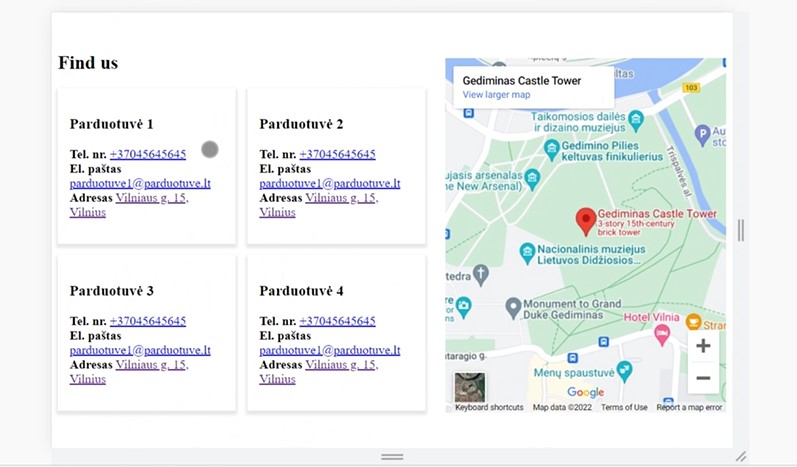 Find us
Parduotuvė 1
Tel. nr. +37045645645
El. paštas
parduotuve1@parduotuve.lt
Adresas Vilniaus g. 15,
Vilnius
Parduotuvė 2
Tel. nr. +37045645645
El. paštas
parduotuve1@parduotuve.lt
Adresas Vilniaus g. 15,
Vilnius
Parduotuvė 3
Tel. nr. +37045645645
El. paštas
parduotuve1@parduotuve.lt
Adresas Vilniaus g. 15,
Vilnius
Parduotuvė 4
Tel. nr. +37045645645
El. paštas
parduotuve1@parduotuve.lt
Adresas Vilniaus g. 15,
Vilnius
Gediminas Castle Tower
View larger map
103
Taikomosios dailės
ir dizaino muziejus
Gedimino Pilies
keltuvas finikulierius
ujasis arsenalas
he New Arsenal)
Trispalvės al.
Gediminas Castle Tower
3-story 15th-century
brick tower
Nacionalinis muziejus
Lietuvos Didžiosios...
tedra
Monument to Grand
Duke Gediminas
Hotel Vilnia
Stran
ntaragio g.
Menų spaustuvė
Google
Keyboard shortcuts
Map data ©2022
Terms of Use
Report a map error